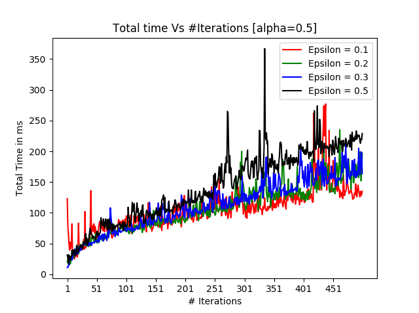 Total time Vs #Iterations [alpha=0.5]
Epsilon = 0.1
Epsilon = 0.2
Epsilon = 0.3
Epsilon = 0.5
Total Time in ms
350
300
250
200
150
100
50
0
1 51 101 151 201 251 301 351 401 451
# Iterations